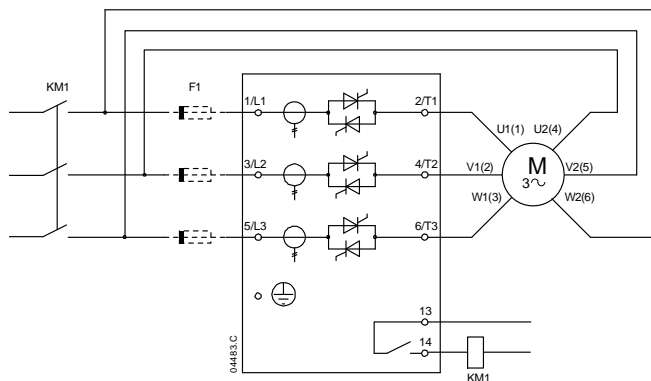 KM1
F1
1/L1
2/T1
U1(1)
U2(4)
3/L2
4/T2
V1(2)
M
3~
V2(5)
W1(3)
W2(6)
5/L3
6/T3
13
14
KM1
04483.C